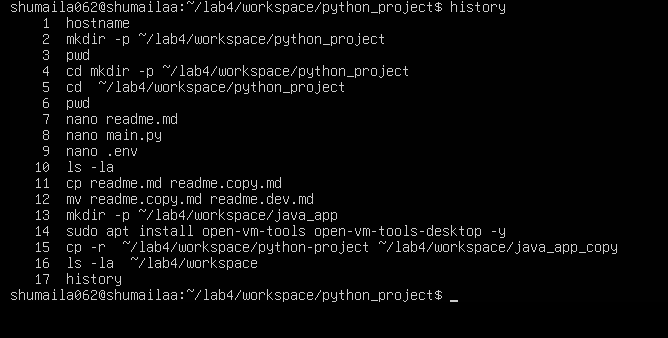 shumaila062@shumailaa:~/lab4/workspace/python_project$ history
1 hostname
2 mkdir -p ~/lab4/workspace/python_project
3 pwd
4 cd mkdir -p ~/lab4/workspace/python_project
5 cd  ~/lab4/workspace/python_project
6 pwd
7 nano readme.md
8 nano main.py
9 nano .env
10 ls -la
11 cp readme.md readme.copy.md
12 mv readme.copy.md readme.dev.md
13 mkdir -p ~/lab4/workspace/java_app
14 sudo apt install open-vm-tools open-vm-tools-desktop -y
15 cp -r  ~/lab4/workspace/python-project ~/lab4/workspace/java_app_copy
16 ls -la  ~/lab4/workspace
17 history
shumaila062@shumailaa:~/lab4/workspace/python_project$ _